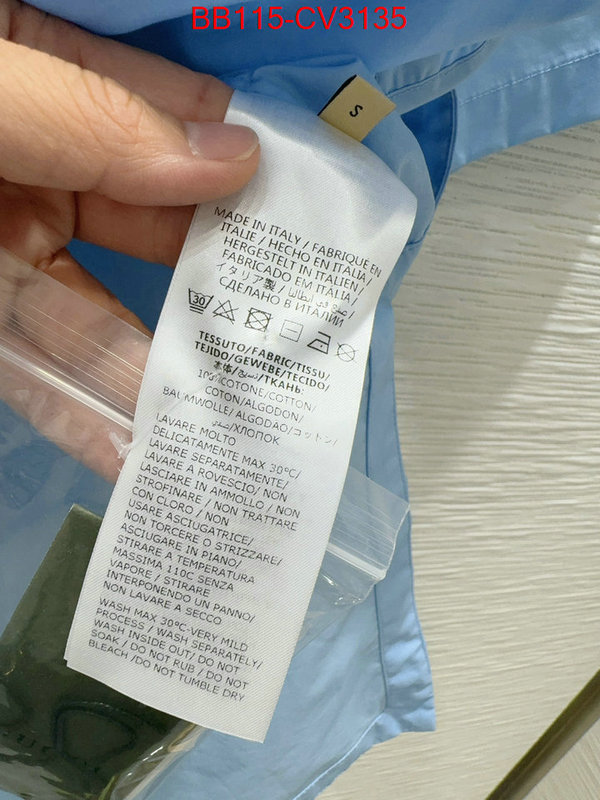 BB115-CV3135
S
MADE IN ITALY / FABRIQUE EN
ITALIE / HECHO EN ITALIA/
HERGESTELT IN ITALIEN/
FABRICADO EM ITALIA/
イタリア製 / صنع في ايطاليا /
СДЕЛАНО В ИТАЛИИ
30
TESSUTO/FABRIC/TISSU/
TEJIDO/GEWEBE/TECIDO/
ТКАНЬ:
COTONE/COTTON/
COTON/ALGODON/
BAUMWOLLE/ALGODAO/コットン/
ХЛОПОК
LAVARE MOLTO
DELICATAMENTE MAX 30°C/
LAVARE SEPARATAMENTE/
LAVARE A ROVESCIO/ NON
LASCIARE IN AMMOLLO / NON
STROFINARE / NON TRATTARE
CON CLORO / NON
USARE ASCIUGATRICE/
NON TORCERE O STRIZZARE/
ASCIUGARE IN PIANO/
STIRARE A TEMPERATURA
MASSIMA 110C SENZA
VAPORE / STIRARE
INTERPONENDO UN PANNO/
NON LAVARE A SECCO
WASH MAX 30°C-VERY MILD
PROCESS / WASH SEPARATELY/
WASH INSIDE OUT/ DO NOT
SOAK / DO NOT RUB / DO NOT
BLEACH /DO NOT TUMBLE DRY